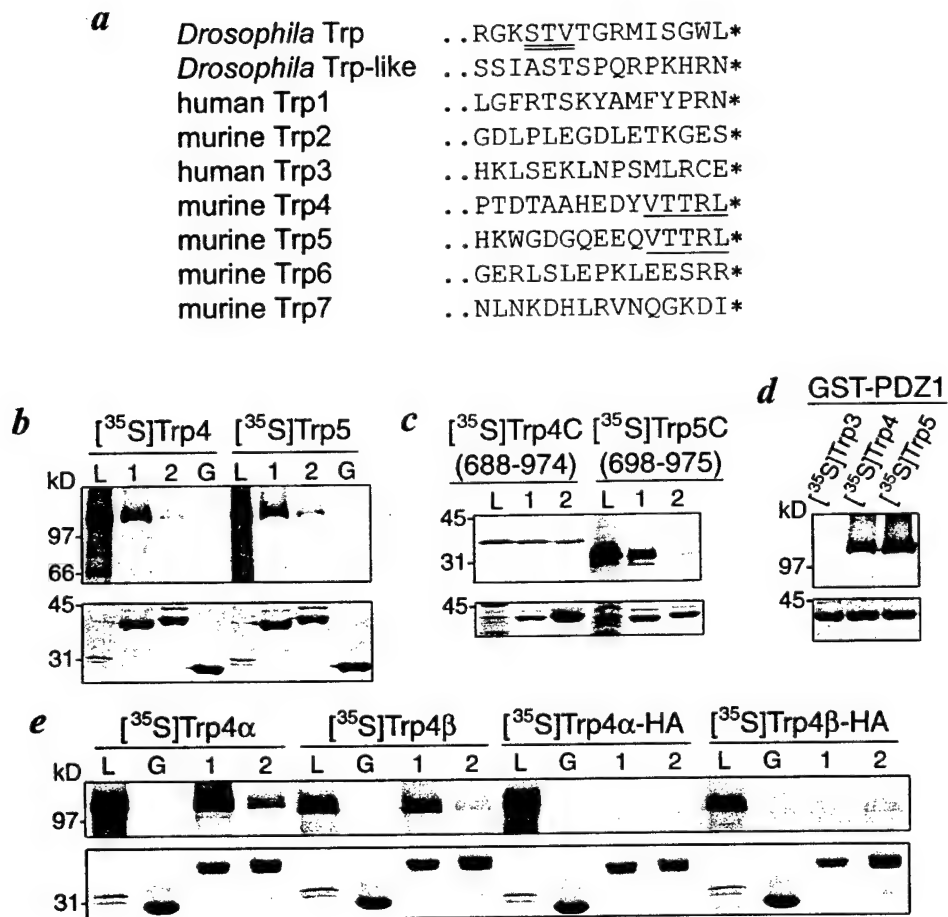 a
Drosophila Trp ..RGKSTVTGRMISGWL*
Drosophila Trp-like ..SSIASTSPQRPKHRN*
human Trp1 ..LGFRTSKYAMFYPRN*
murine Trp2 ..GDLPLEGDLETKGES*
human Trp3 ..HKLSEKLNPSMLRCE*
murine Trp4 ..PTDTAAHEDYVTTRL*
murine Trp5 ..HKWGDGQEEQVTTRL*
murine Trp6 ..GERLSLEPKLEESRR*
murine Trp7 ..NLNKDHLRVNQGKDI*
b
[35S]Trp4 [35S]Trp5
L 1 2 G L 1 2 G
kD
97-
66-
45-
31-
c
[35S]Trp4C [35S]Trp5C
(688-974) (698-975)
L 1 2 L 1 2
45-
31-
45-
d
GST-PDZ1
[35S]Trp3
[35S]Trp4
[35S]Trp5
kD
97-
45-
e
[35S]Trp4α [35S]Trp4β [35S]Trp4α-HA [35S]Trp4β-HA
L G 1 2 L G 1 2 L G 1 2 L G 1 2
kD
97-
31-